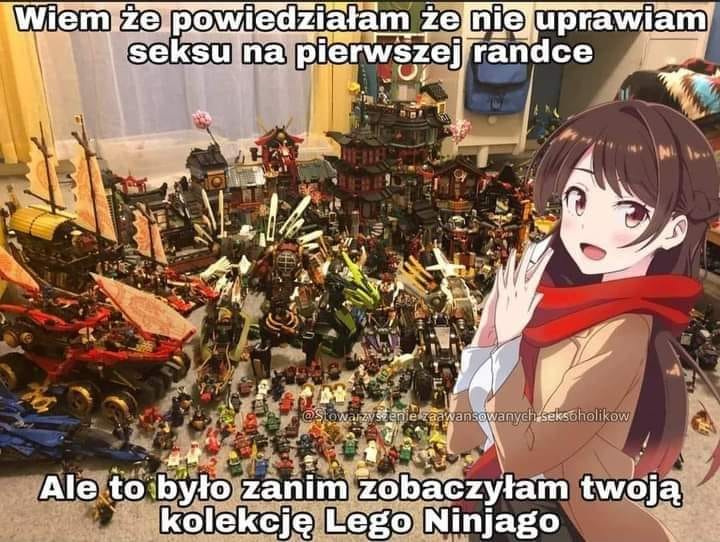 Wiem że powiedziałam że nie uprawiam
seksu na pierwszej randce
@Stowarzyszenie zaawansowanych seksoholikow
Ale to było zanim zobaczyłam twoją
kolekcję Lego Ninjago